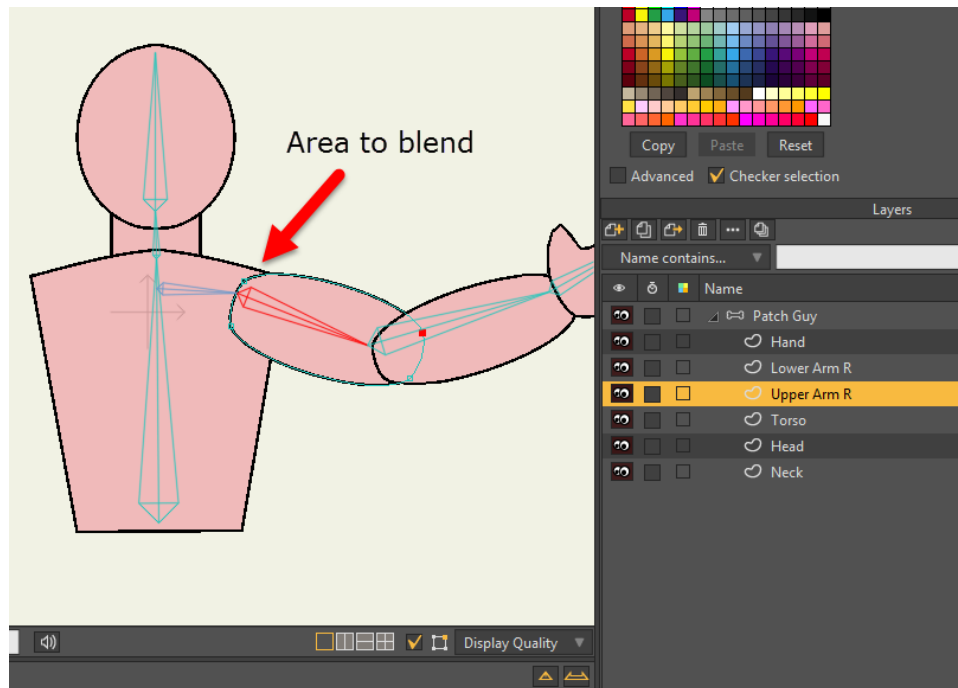 Area to blend
Copy Paste Reset
Advanced Checker selection
Layers
Name contains...
Name
Patch Guy
Hand
Lower Arm R
Upper Arm R
Torso
Head
Neck
Display Quality